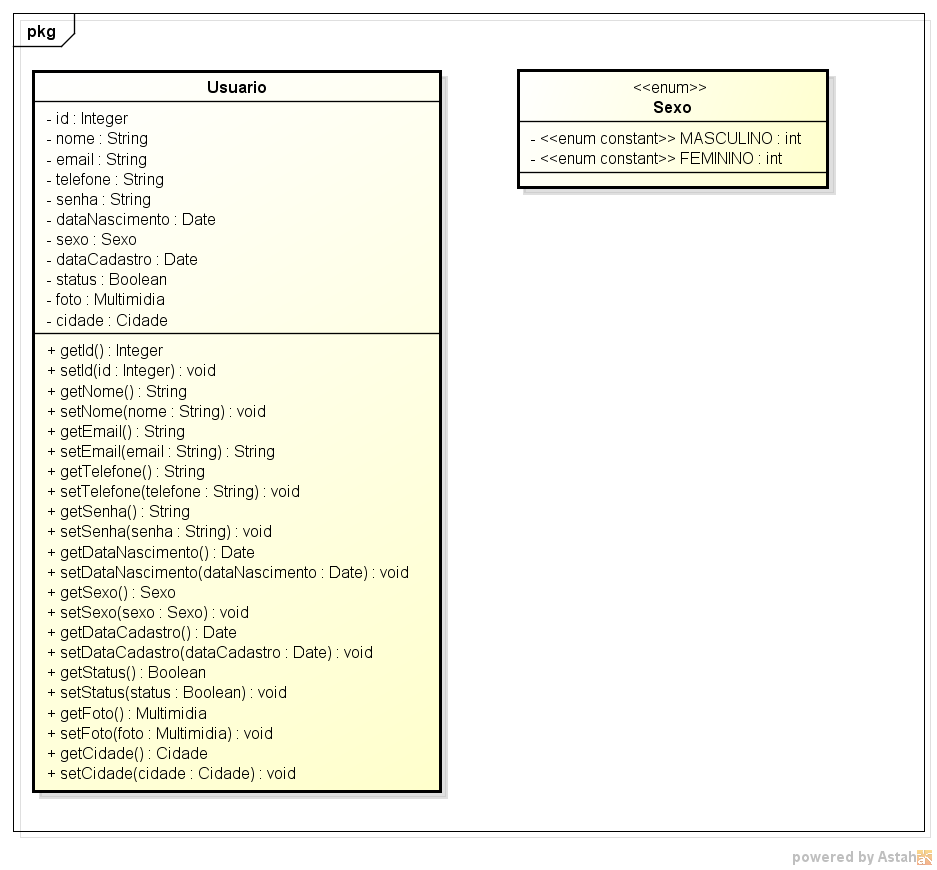 pkg
Usuario
- id : Integer
- nome : String
- email : String
- telefone : String
- senha : String
- dataNascimento : Date
- sexo : Sexo
- dataCadastro : Date
- status : Boolean
- foto : Multimidia
- cidade : Cidade
+ getId() : Integer
+ setId(id : Integer) : void
+ getNome() : String
+ setNome(nome : String) : void
+ getEmail() : String
+ setEmail(email : String) : String
+ getTelefone() : String
+ setTelefone(telefone : String) : void
+ getSenha() : String
+ setSenha(senha : String) : void
+ getDataNascimento() : Date
+ setDataNascimento(dataNascimento : Date) : void
+ getSexo() : Sexo
+ setSexo(sexo : Sexo) : void
+ getDataCadastro() : Date
+ setDataCadastro(dataCadastro : Date) : void
+ getStatus() : Boolean
+ setStatus(status : Boolean) : void
+ getFoto() : Multimidia
+ setFoto(foto : Multimidia) : void
+ getCidade() : Cidade
+ setCidade(cidade : Cidade) : void
<<enum>>
Sexo
- <<enum constant>> MASCULINO : int
- <<enum constant>> FEMININO : int
powered by Astah